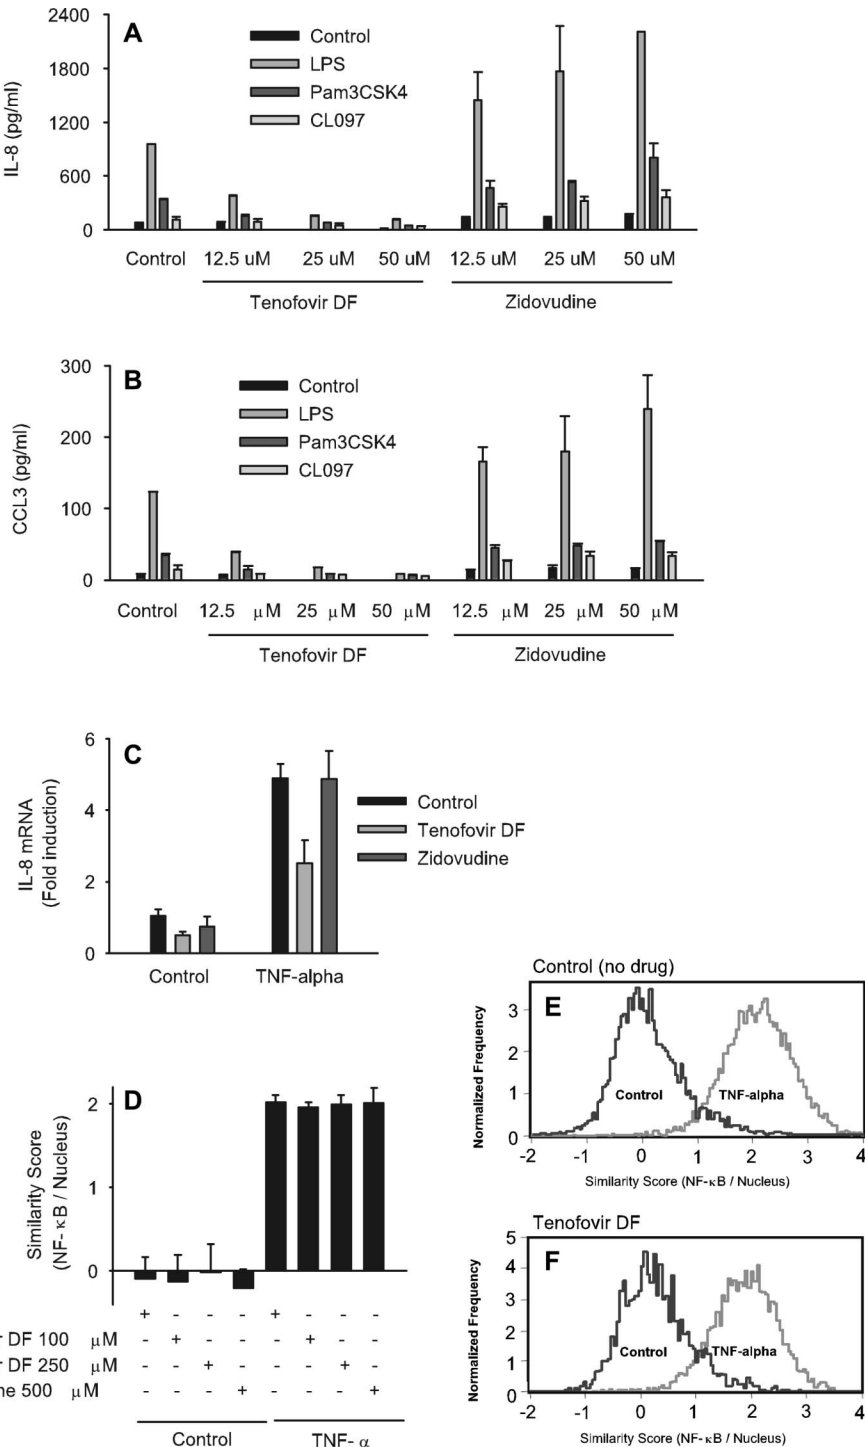 A
2400
1800
1200
600
0
IL-8 (pg/ml)
Control
LPS
Pam3CSK4
CL097
Control 12.5 uM 25 uM 50 uM 12.5 uM 25 uM 50 uM
Tenofovir DF Zidovudine
B
300
200
100
0
CCL3 (pg/ml)
Control
LPS
Pam3CSK4
CL097
Control 12.5 μM 25 μM 50 μM 12.5 μM 25 μM 50 μM
Tenofovir DF Zidovudine
C
6
4
2
0
IL-8 mRNA
(Fold induction)
Control
Tenofovir DF
Zidovudine
Control TNF-alpha
D
2
1
0
Similarity Score
(NF- κB / Nucleus)
+ - - - + - - -
r DF 100 μM - + - - - + - -
r DF 250 μM - - + - - - + -
ne 500 μM - - - + - - - +
Control TNF- α
Control (no drug)
E
3
2
1
0
Normalized Frequency
Control TNF-alpha
-2 -1 0 1 2 3 4
Similarity Score (NF-κB / Nucleus)
Tenofovir DF
F
5
4
3
2
1
0
Normalized Frequency
Control TNF-alpha
-2 -1 0 1 2 3 4
Similarity Score (NF-κB / Nucleus)